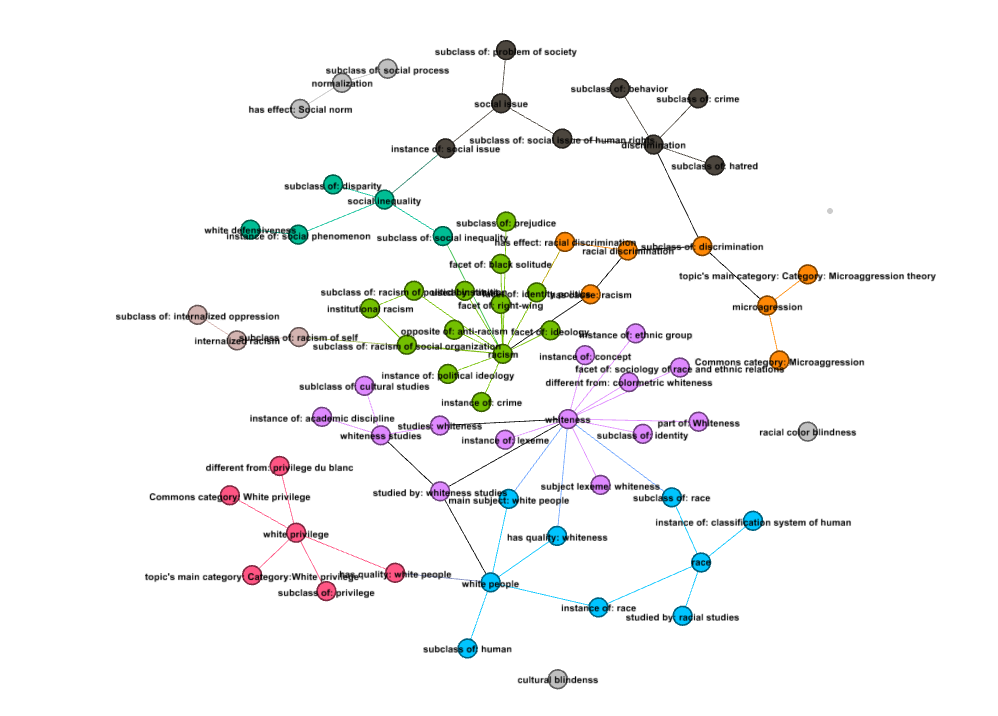 subclass of: problem of society
subclass of: social process
normalization
has effect: Social norm
social issue
subclass of: behavior
subclass of: crime
subclass of: social issue of human rights
discrimination
instance of: social issue
subclass of: hatred
subclass of: disparity
social inequality
white defensiveness
instance of: social phenomenon
subclass of: social inequality
subclass of: prejudice
has effect: racial discrimination
racial discrimination
subclass of: discrimination
facet of: black solitude
topic's main category: Category: Microaggression theory
subclass of: racism of political institution
facet of: identity politics
has cause: racism
facet of: right-wing
microaggression
institutional racism
subclass of: internalized oppression
internalized racism
subclass of: racism of self
opposite of: anti-racism
facet of: ideology
subclass of: racism of social organization
racism
instance of: ethnic group
instance of: concept
Commons category: Microaggression
facet of: sociology of race and ethnic relations
instance of: political ideology
different from: colormetric whiteness
subllclass of: cultural studies
instance of: crime
instance of: academic discipline
studies: whiteness
whiteness
part of: Whiteness
whiteness studies
instance of: lexeme
subclass of: identity
racial color blindness
different from: privilege du blanc
Commons category: White privilege
studied by: whiteness studies
main subject: white people
subject lexeme: whiteness
subclass of: race
instance of: classification system of human
white privilege
has quality: whiteness
race
topic's main category: Category:White privilege
has quality: white people
white people
subclass of: privilege
instance of: race
studied by: racial studies
subclass of: human
cultural blindenss